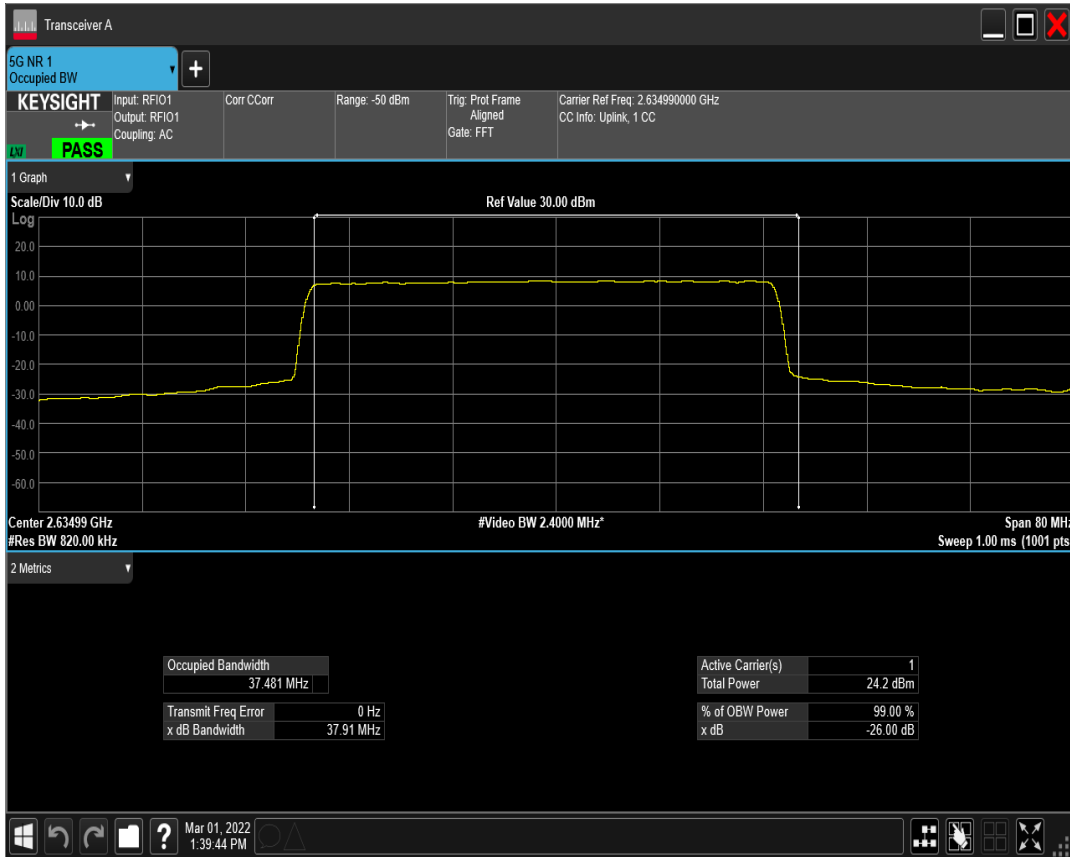 Transceiver A
5G NR 1
Occupied BW
+
KEYSIGHT
LXI
PASS
Input: RFIO1
Output: RFIO1
Coupling: AC
Corr CCorr
Range: -50 dBm
Trig: Prot Frame
Aligned
Gate: FFT
Carrier Ref Freq: 2.634990000 GHz
CC Info: Uplink, 1 CC
1 Graph
Scale/Div 10.0 dB
Ref Value 30.00 dBm
Log
20.0
10.0
0.00
-10.0
-20.0
-30.0
-40.0
-50.0
-60.0
Center 2.63499 GHz
#Video BW 2.4000 MHz*
Span 80 MHz
#Res BW 820.00 kHz
Sweep 1.00 ms (1001 pts
2 Metrics
Occupied Bandwidth
37.481 MHz
Transmit Freq Error 0 Hz
x dB Bandwidth 37.91 MHz
Active Carrier(s) 1
Total Power 24.2 dBm
% of OBW Power 99.00 %
x dB -26.00 dB
?
Mar 01, 2022
1:39:44 PM